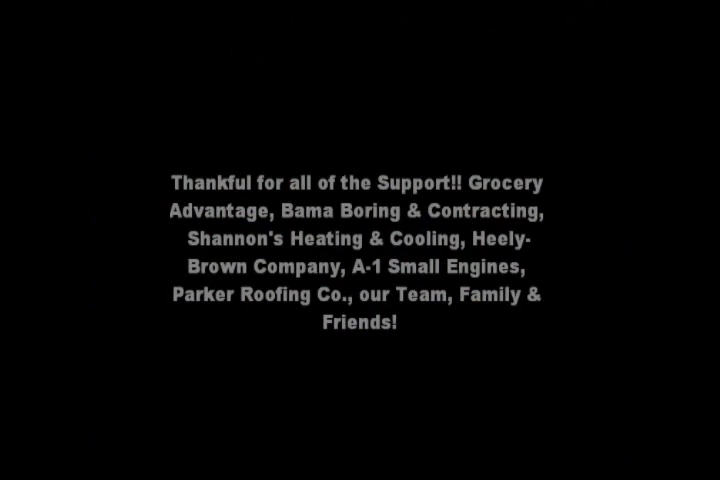 Thankful for all of the Support!! Grocery
Advantage, Bama Boring & Contracting,
Shannon's Heating & Cooling, Heely-
Brown Company, A-1 Small Engines,
Parker Roofing Co., our Team, Family &
Friends!